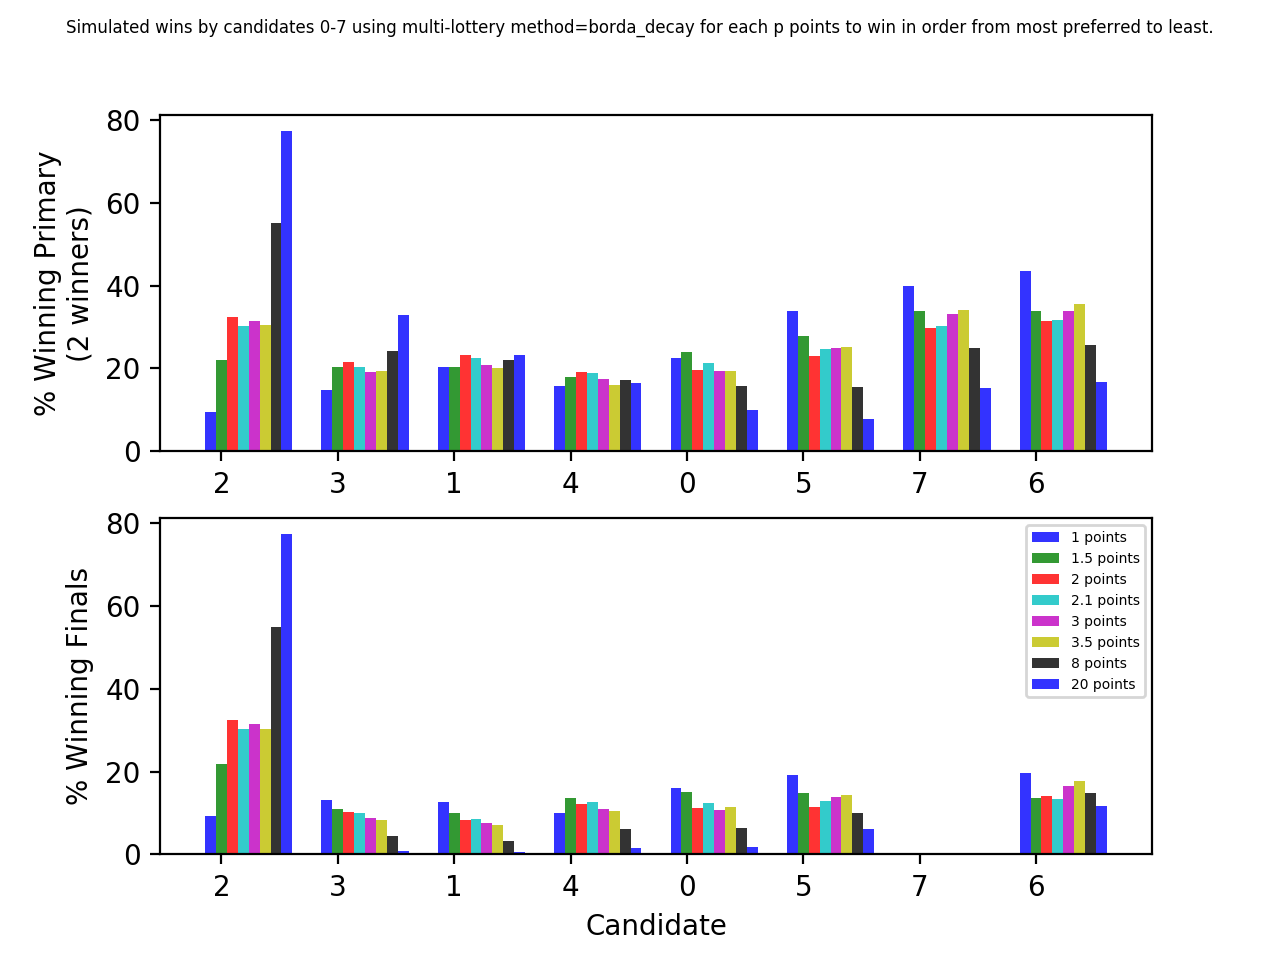 Simulated wins by candidates 0-7 using multi-lottery method=borda_decay for each p points to win in order from most preferred to least.
% Winning Primary
(2 winners)
80
60
40
20
0
2 3 1 4 0 5 7 6
% Winning Finals
80
60
40
20
0
1 points
1.5 points
2 points
2.1 points
3 points
3.5 points
8 points
20 points
2 3 1 4 0 5 7 6
Candidate